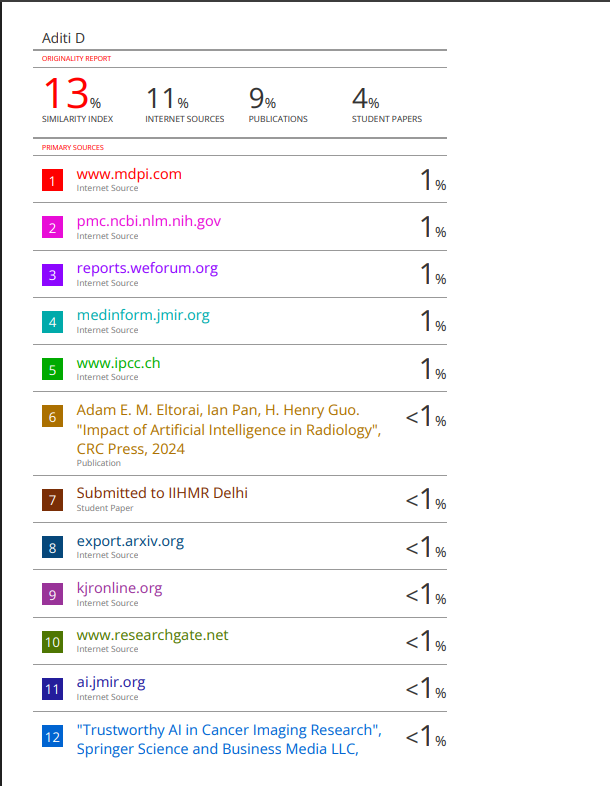 Aditi D
ORIGINALITY REPORT
13% 11% 9% 4%
SIMILARITY INDEX INTERNET SOURCES PUBLICATIONS STUDENT PAPERS
PRIMARY SOURCES
1 www.mdpi.com 1%
Internet Source
2 pmc.ncbi.nlm.nih.gov 1%
Internet Source
3 reports.weforum.org 1%
Internet Source
4 medinform.jmir.org 1%
Internet Source
5 www.ipcc.ch 1%
Internet Source
6 Adam E. M. Eltorai, Ian Pan, H. Henry Guo. <1%
"Impact of Artificial Intelligence in Radiology",
CRC Press, 2024
Publication
7 Submitted to IIHMR Delhi <1%
Student Paper
8 export.arxiv.org <1%
Internet Source
9 kjronline.org <1%
Internet Source
10 www.researchgate.net <1%
Internet Source
11 ai.jmir.org <1%
Internet Source
12 "Trustworthy AI in Cancer Imaging Research", <1%
Springer Science and Business Media LLC,